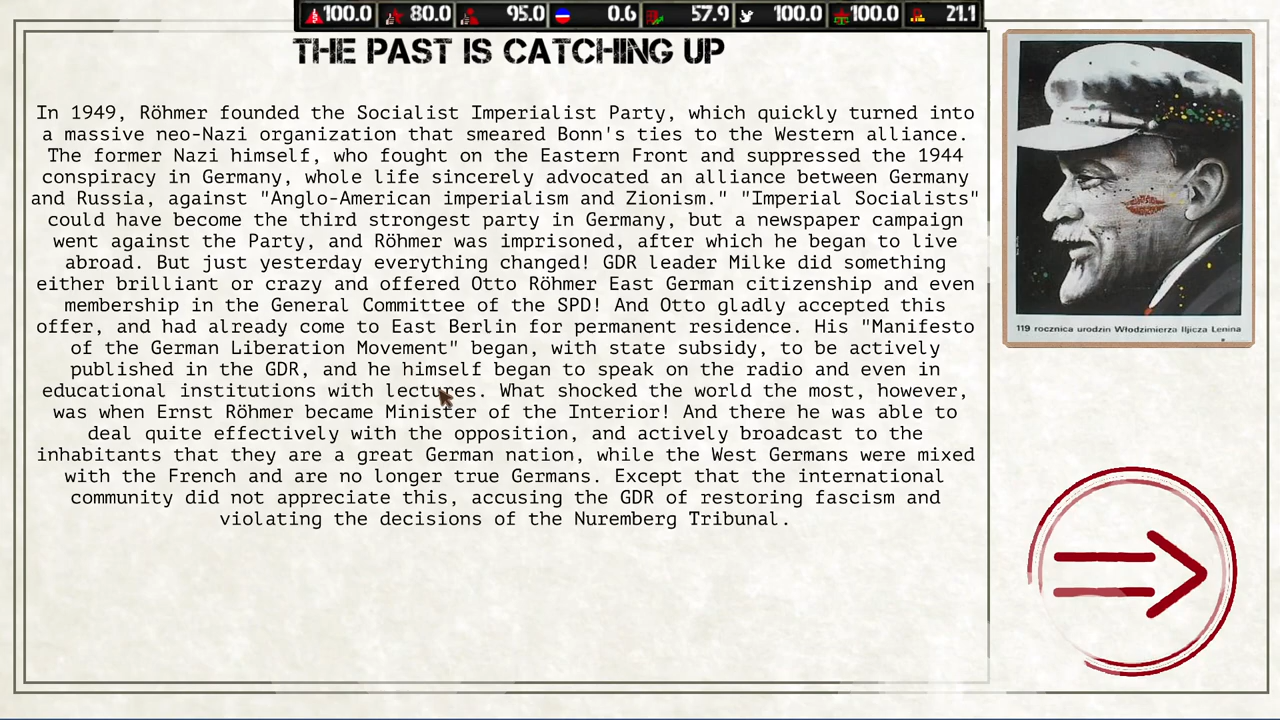 100.0 80.0 95.0 0.6 57.9 100.0 100.0 21.1
THE PAST IS CATCHING UP
In 1949, Röhmer founded the Socialist Imperialist Party, which quickly turned into
a massive neo-Nazi organization that smeared Bonn's ties to the Western alliance.
The former Nazi himself, who fought on the Eastern Front and suppressed the 1944
conspiracy in Germany, whole life sincerely advocated an alliance between Germany
and Russia, against "Anglo-American imperialism and Zionism." "Imperial Socialists"
could have become the third strongest party in Germany, but a newspaper campaign
went against the Party, and Röhmer was imprisoned, after which he began to live
abroad. But just yesterday everything changed! GDR leader Milke did something
either brilliant or crazy and offered Otto Röhmer East German citizenship and even
membership in the General Committee of the SPD! And Otto gladly accepted this
offer, and had already come to East Berlin for permanent residence. His "Manifesto
of the German Liberation Movement" began, with state subsidy, to be actively
published in the GDR, and he himself began to speak on the radio and even in
educational institutions with lectures. What shocked the world the most, however,
was when Ernst Röhmer became Minister of the Interior! And there he was able to
deal quite effectively with the opposition, and actively broadcast to the
inhabitants that they are a great German nation, while the West Germans were mixed
with the French and are no longer true Germans. Except that the international
community did not appreciate this, accusing the GDR of restoring fascism and
violating the decisions of the Nuremberg Tribunal.
119 rocznica urodzin Włodzimierza Iljicza Lenina